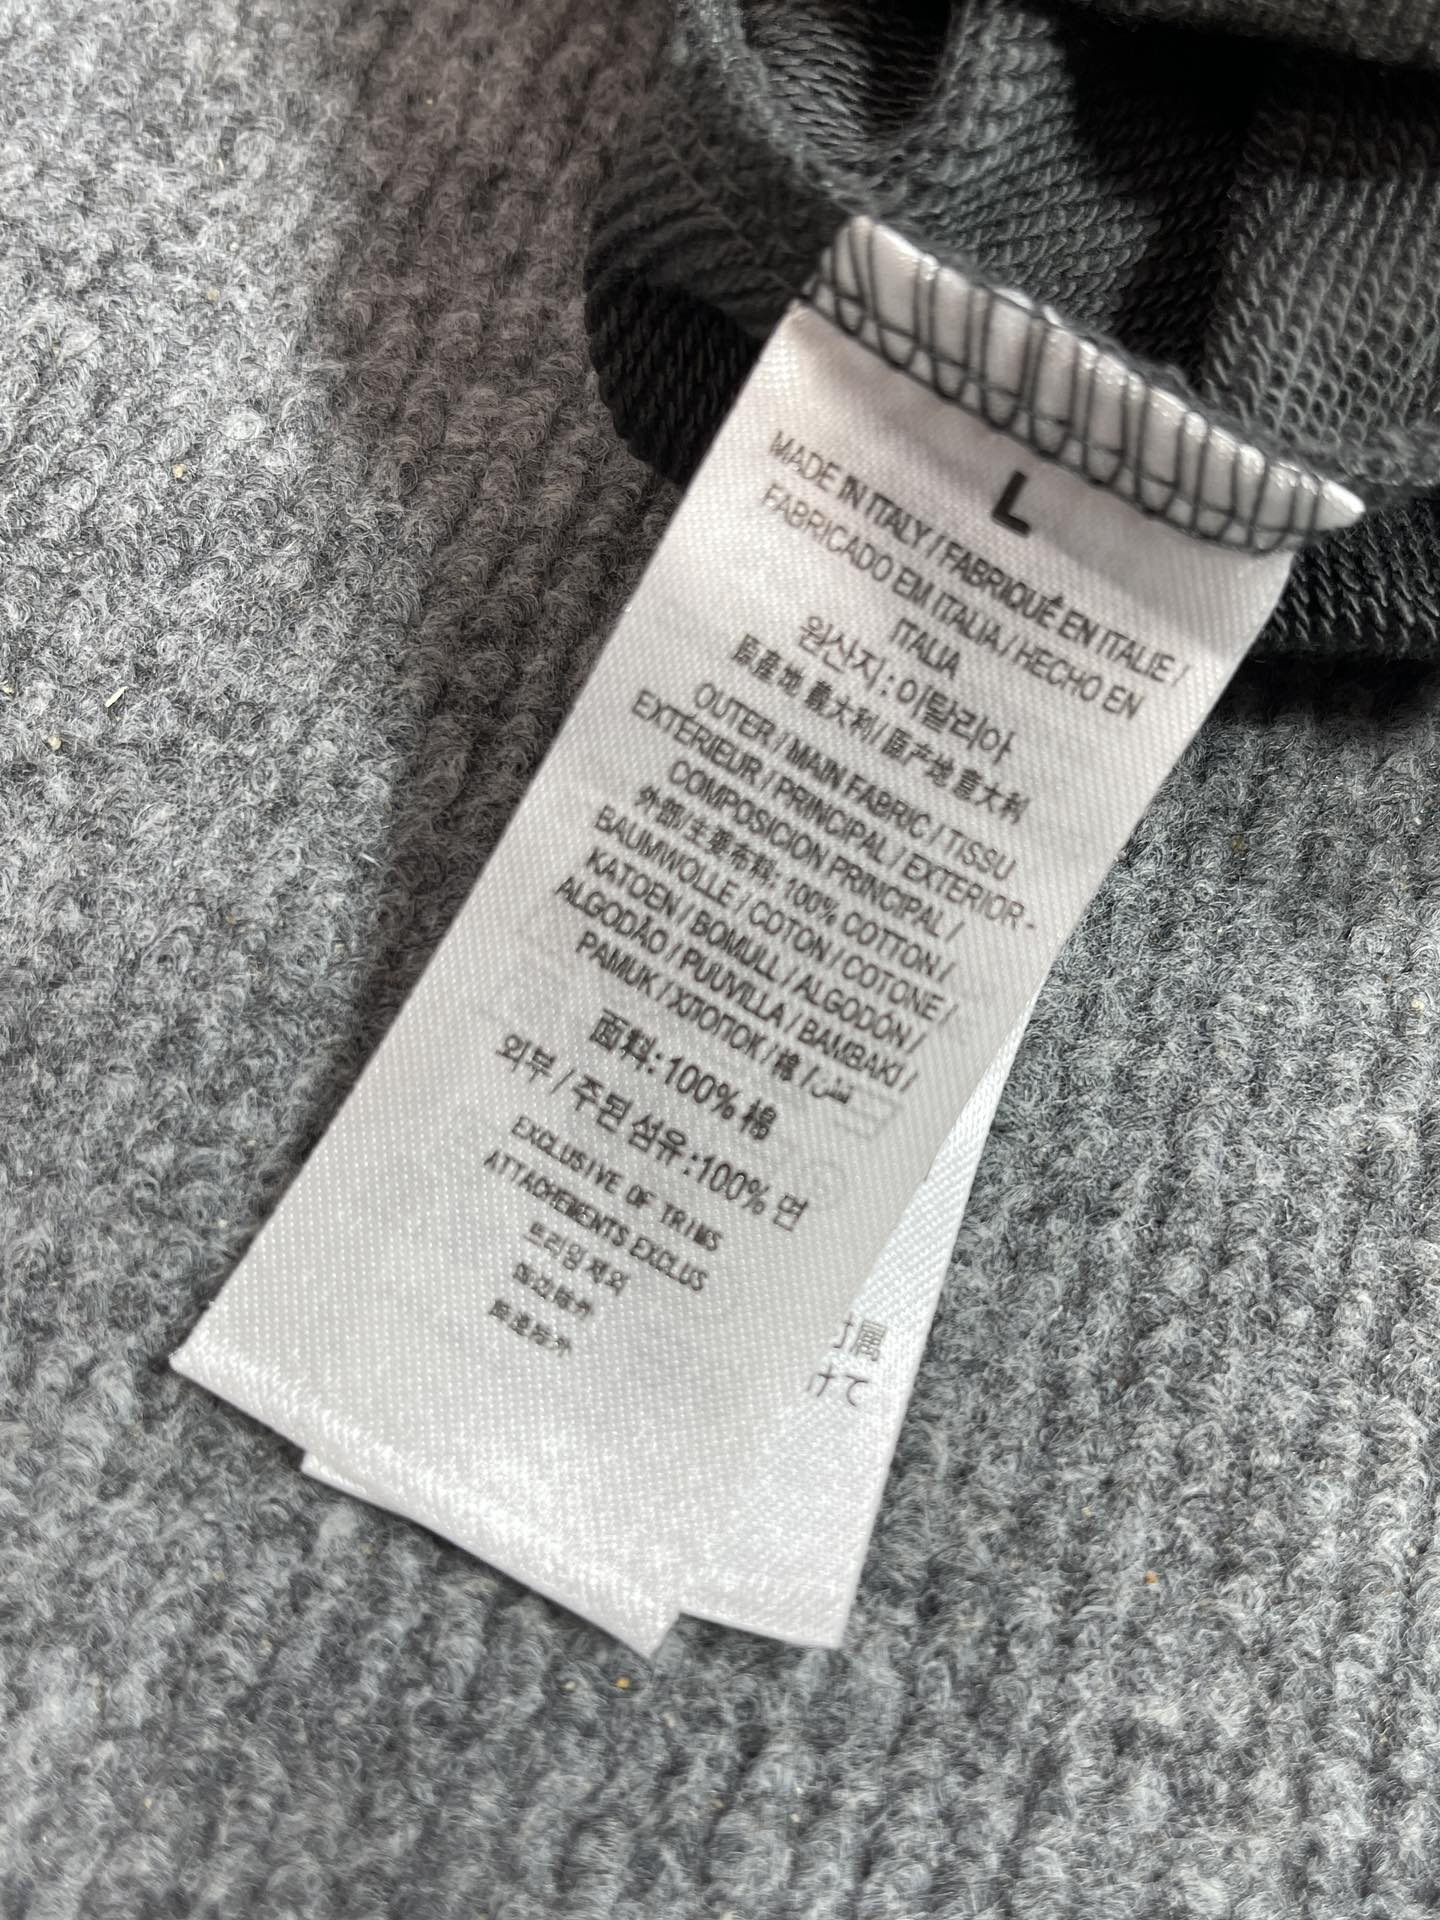 L
MADE IN ITALY / FABRIQUÉ EN ITALIE /
FABRICADO EM ITALIA / HECHO EN
ITALIA
원산지 : 이탈리아
原産地 義大利 / 原产地 意大利
OUTER / MAIN FABRIC / TISSU
EXTÉRIEUR / PRINCIPAL / EXTERIOR -
COMPOSICION PRINCIPAL /
外部/主要布料: 100% COTTON /
BAUMWOLLE / COTON / COTONE /
KATOEN / BOMULL / ALGODÓN /
ALGODÃO / PUUVILLA / BAMBAKI /
PAMUK / ХЛОПОК / 棉 /
面料:100% 棉
외부 / 주된 섬유 :100% 면
EXCLUSIVE OF TRIMS
ATTACHEMENTS EXCLUS
트리밍 제외
属
けて